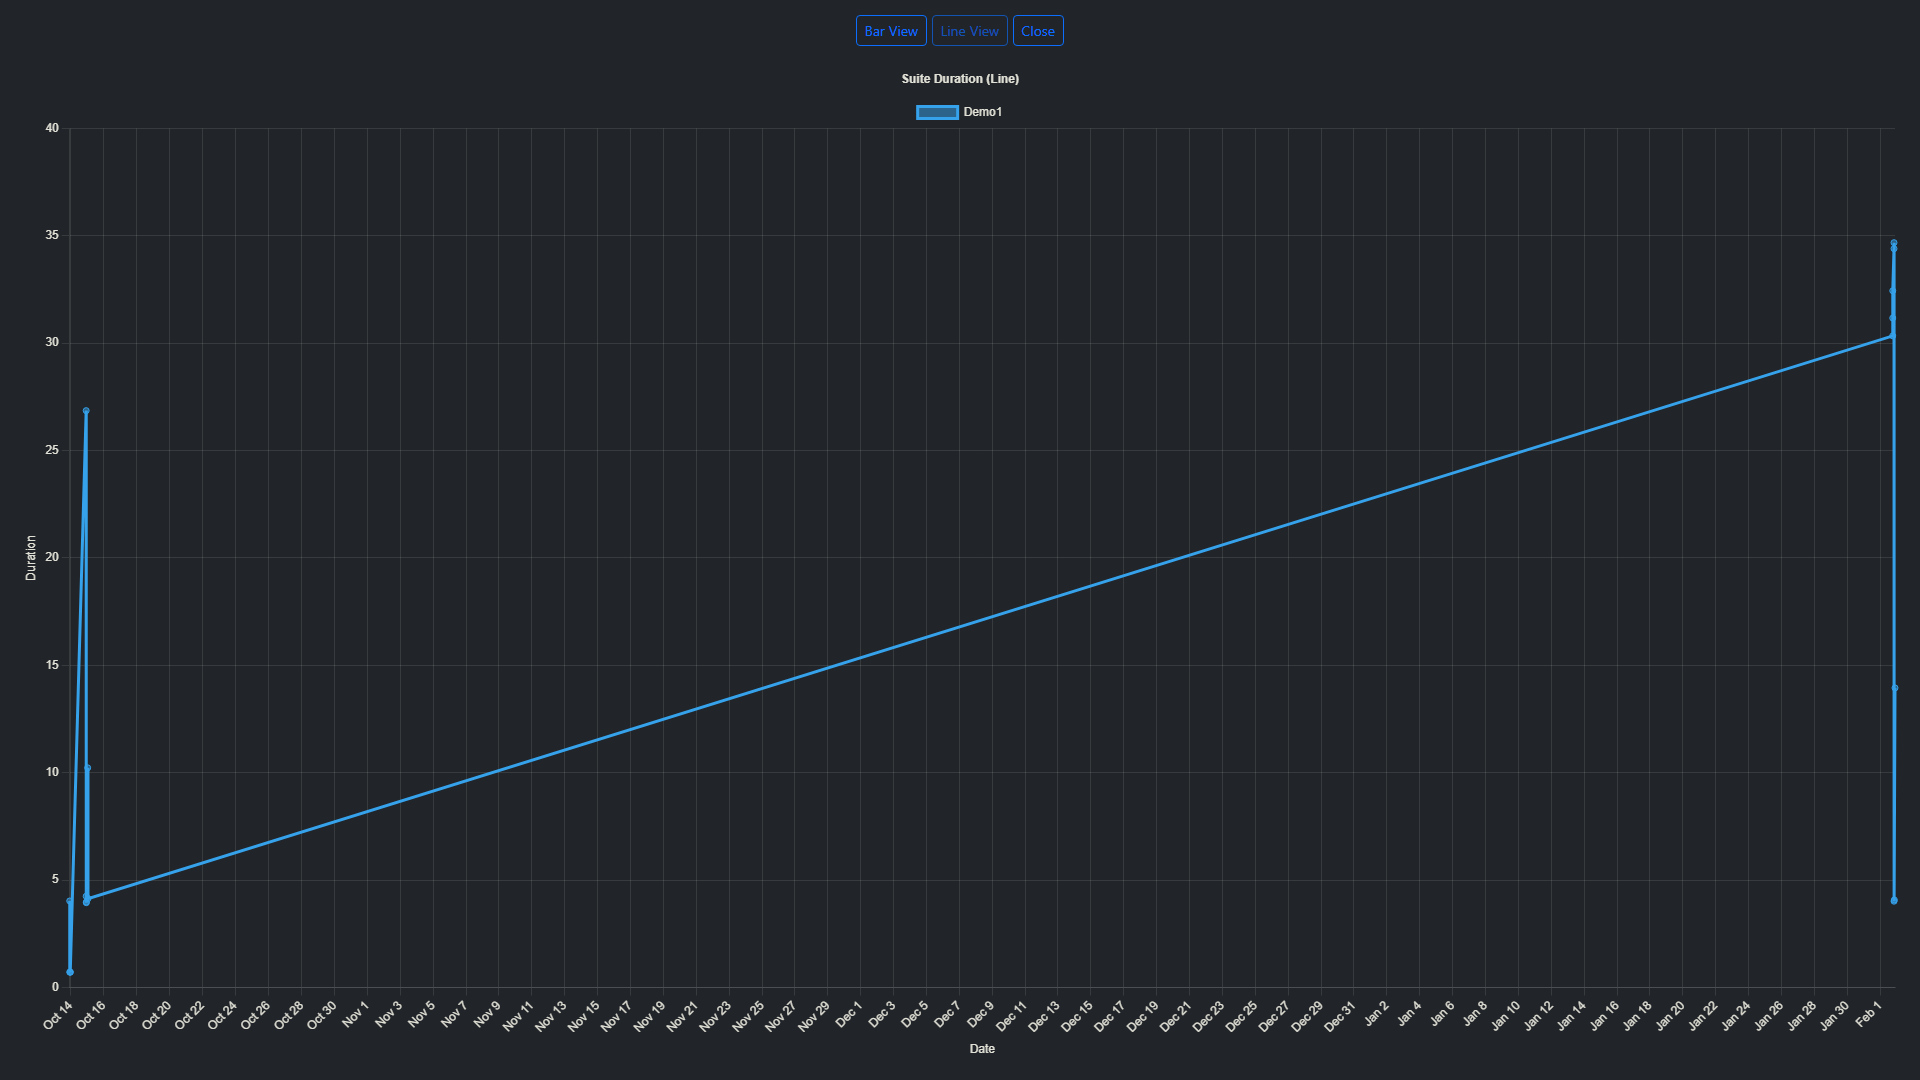 Bar View Line View Close
Suite Duration (Line)
Demo1
40
35
30
25
20
15
10
5
0
Duration
Oct 14 Oct 16 Oct 18 Oct 20 Oct 22 Oct 24 Oct 26 Oct 28 Oct 30 Nov 1 Nov 3 Nov 5 Nov 7 Nov 9 Nov 11 Nov 13 Nov 15 Nov 17 Nov 19 Nov 21 Nov 23 Nov 25 Nov 27 Nov 29 Dec 1 Dec 3 Dec 5 Dec 7 Dec 9 Dec 11 Dec 13 Dec 15 Dec 17 Dec 19 Dec 21 Dec 23 Dec 25 Dec 27 Dec 29 Dec 31 Jan 2 Jan 4 Jan 6 Jan 8 Jan 10 Jan 12 Jan 14 Jan 16 Jan 18 Jan 20 Jan 22 Jan 24 Jan 26 Jan 28 Jan 30 Feb 1
Date